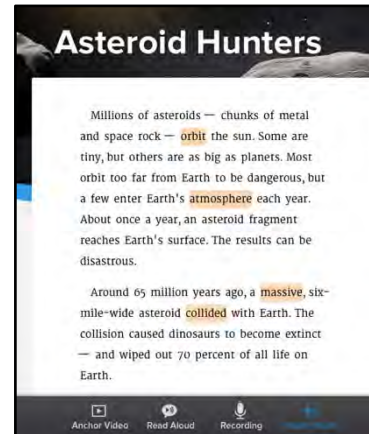 Asteroid Hunters
Millions of asteroids — chunks of metal
and space rock — orbit the sun. Some are
tiny, but others are as big as planets. Most
orbit too far from Earth to be dangerous, but
a few enter Earth's atmosphere each year.
About once a year, an asteroid fragment
reaches Earth's surface. The results can be
disastrous.
Around 65 million years ago, a massive, six-
mile-wide asteroid collided with Earth. The
collision caused dinosaurs to become extinct
— and wiped out 70 percent of all life on
Earth.
Anchor Video Read Aloud Recording